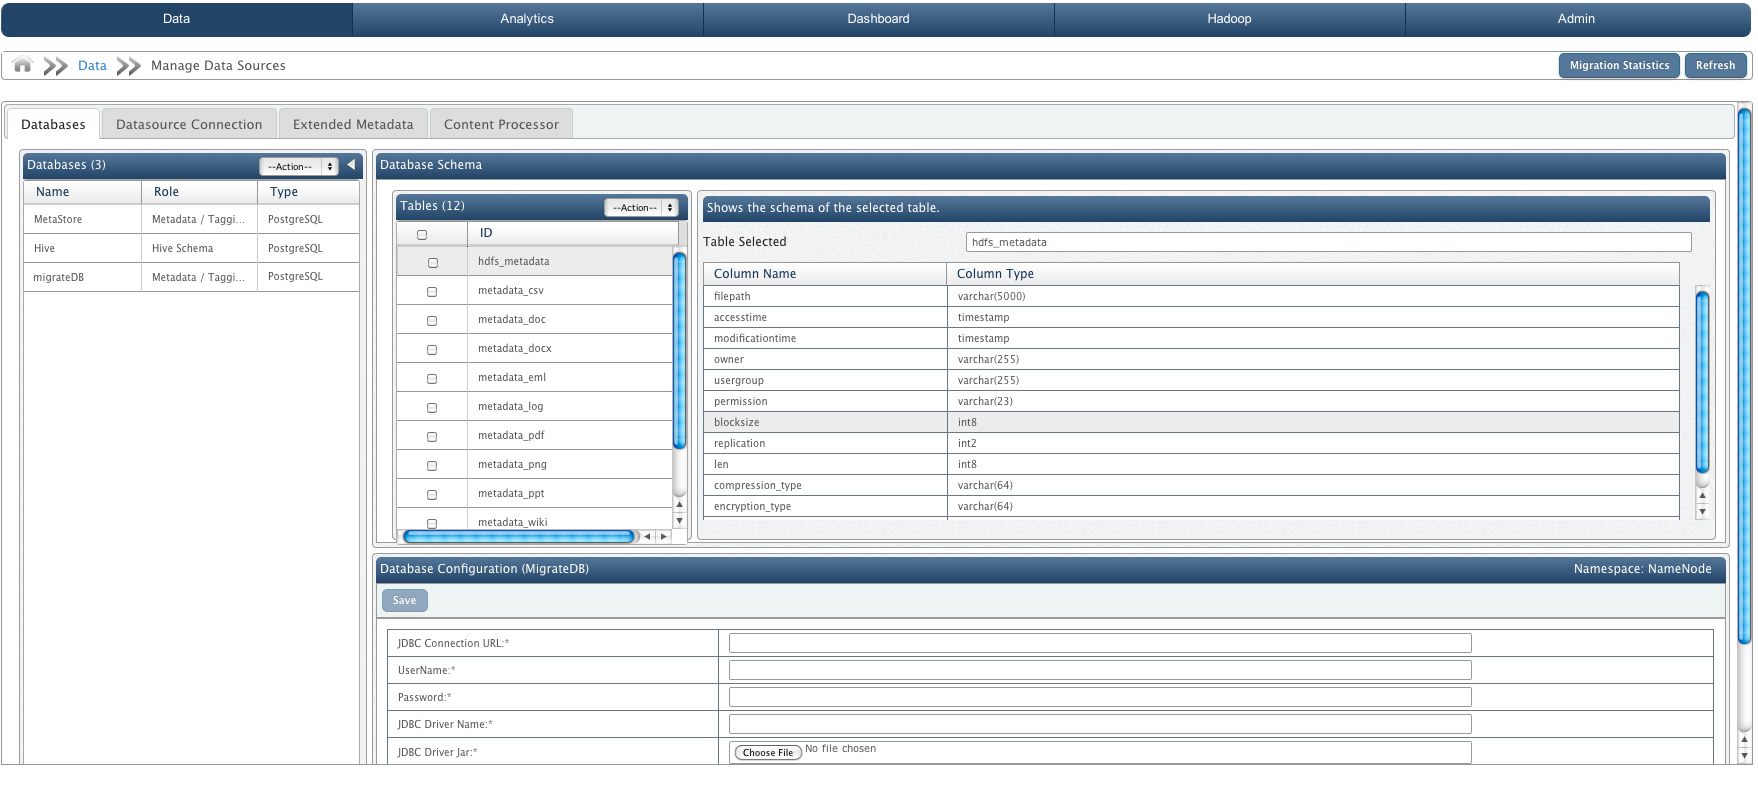 Data Analytics Dashboard Hadoop Admin
Data Manage Data Sources Migration Statistics Refresh
Databases Datasource Connection Extended Metadata Content Processor
Databases (3) --Action--
Name Role Type
MetaStore Metadata / Taggi... PostgreSQL
Hive Hive Schema PostgreSQL
migrateDB Metadata / Taggi... PostgreSQL
Database Schema
Tables (12) --Action--
ID
hdfs_metadata
metadata_csv
metadata_doc
metadata_docx
metadata_eml
metadata_log
metadata_pdf
metadata_png
metadata_ppt
metadata_wiki
Shows the schema of the selected table.
Table Selected hdfs_metadata
Column Name Column Type
filepath varchar(5000)
accesstime timestamp
modificationtime timestamp
owner varchar(255)
usergroup varchar(255)
permission varchar(23)
blocksize int8
replication int2
len int8
compression_type varchar(64)
encryption_type varchar(64)
Database Configuration (MigrateDB) Namespace: NameNode
Save
JDBC Connection URL:*
UserName:*
Password:*
JDBC Driver Name:*
JDBC Driver Jar:* Choose File No file chosen